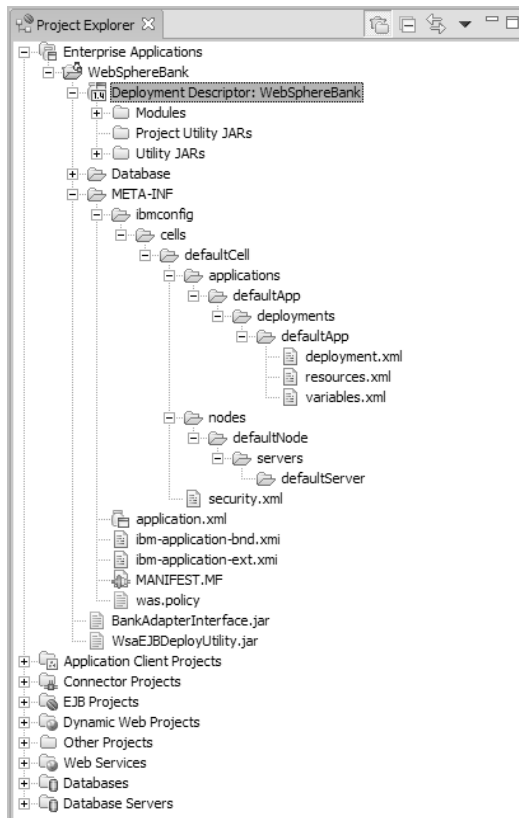 Project Explorer
Enterprise Applications
WebSphereBank
1.4 Deployment Descriptor: WebSphereBank
Modules
Project Utility JARs
Utility JARs
Database
META-INF
ibmconfig
cells
defaultCell
applications
defaultApp
deployments
defaultApp
deployment.xml
resources.xml
variables.xml
nodes
defaultNode
servers
defaultServer
security.xml
application.xml
ibm-application-bnd.xmi
ibm-application-ext.xmi
MANIFEST.MF
was.policy
BankAdapterInterface.jar
WsaEJBDeployUtility.jar
Application Client Projects
Connector Projects
EJB Projects
Dynamic Web Projects
Other Projects
Web Services
Databases
Database Servers